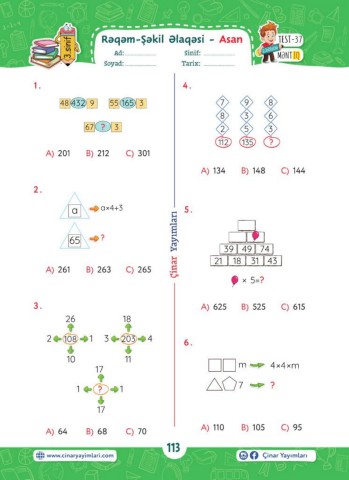 3.sinif
Rəqəm-Şəkil Əlaqəsi - Asan
Ad: Sinif:
Soyad: Tarix:
TEST-37
MƏNTİQ
1.
48 432 9 55 165 3
67 ? 3
A) 201 B) 212 C) 301
2.
a a×4+3
65 ?
A) 261 B) 263 C) 265
3.
26 18
2 108 1 3 203 4
10 11
17
1 ? 1
17
A) 64 B) 68 C) 70
4.
7 9 8
8 3 6
2 5 3
112 135 ?
A) 134 B) 148 C) 144
5.
39 49 74
21 18 31 43
× 5=?
A) 625 B) 525 C) 615
6.
m 4×4×m
7 ?
A) 110 B) 105 C) 95
Çinar Yayımları
www.cinaryayimlari.com
113
Çinar Yayımları